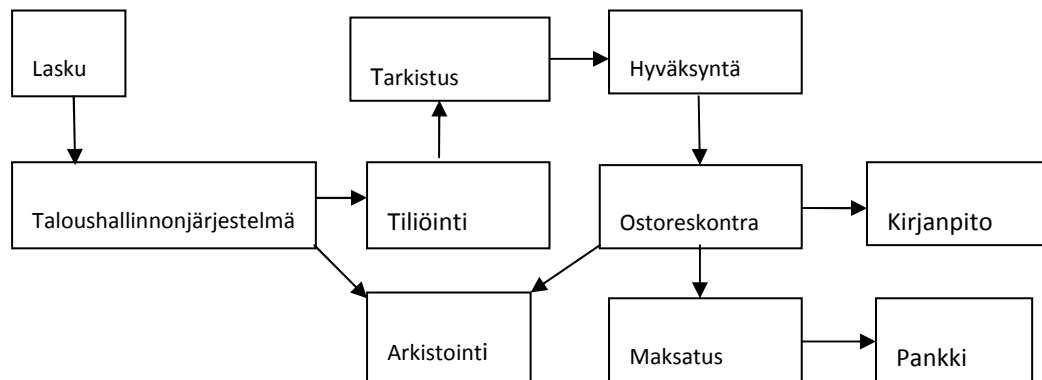 Lasku
Tarkistus
Hyväksyntä
Taloushallinnonjärjestelmä
Tiliöinti
Ostoreskontra
Kirjanpito
Arkistointi
Maksatus
Pankki